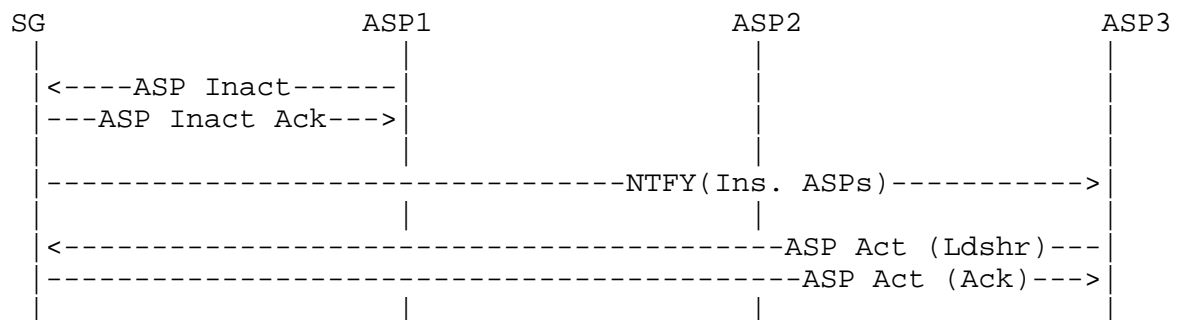 SG                   ASP1                  ASP2                  ASP3
<----ASP Inact------
---ASP Inact Ack--->
---------------------------------NTFY(Ins. ASPs)----------->
<----------------------------------------ASP Act (Ldshr)---
------------------------------------------ASP Act (Ack)--->